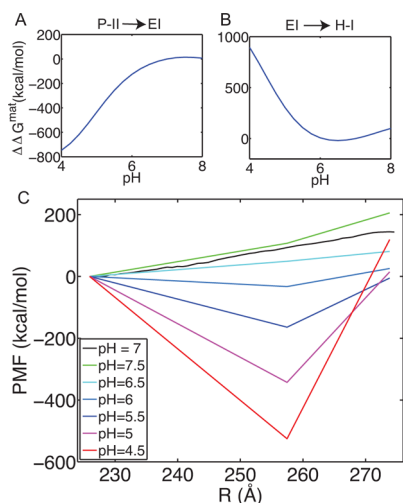 A
P-II → EI
ΔΔG^mat(kcal/mol)
0
-200
-400
-600
-800
4
6
8
pH
B
EI → H-I
1000
500
0
4
6
8
pH
C
PMF (kcal/mol)
200
0
-200
-400
-600
pH = 7
pH=7.5
pH=6.5
pH=6
pH=5.5
pH=5
pH=4.5
230
240
250
260
270
R (Å)